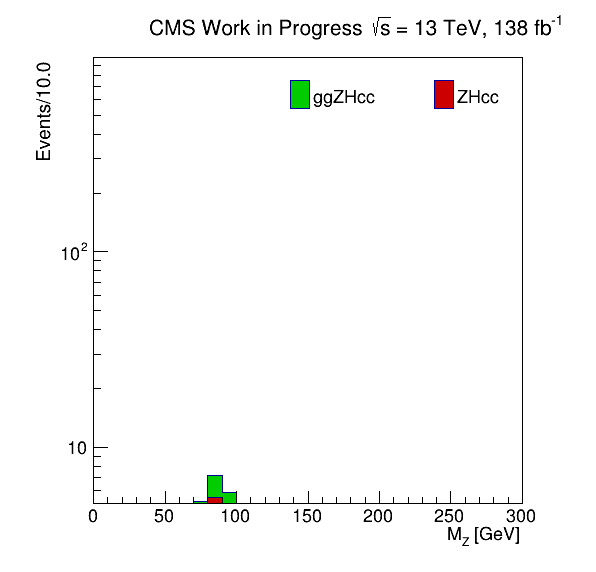 CMS Work in Progress √s = 13 TeV, 138 fb⁻¹
Events/10.0
ggZHcc ZHcc
10²
10
0 50 100 150 200 250 300
M_Z [GeV]